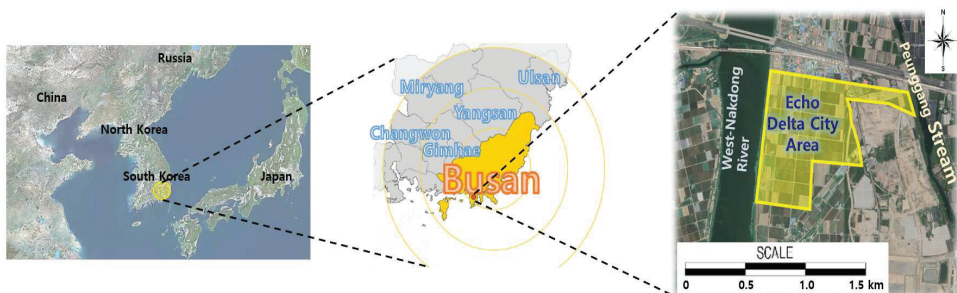 Russia
China
North Korea
South Korea
Japan
Ulsan
Miryang
Yangsan
Changwon
Gimhae
Busan
N
S
West-Nakdong
River
Echo
Delta City
Area
Peunggang Stream
SCALE
0 0.5 1.0 1.5 km